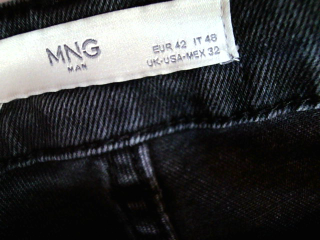 MNG
MAN
EUR 42 IT 48
UK-USA-MEX 32